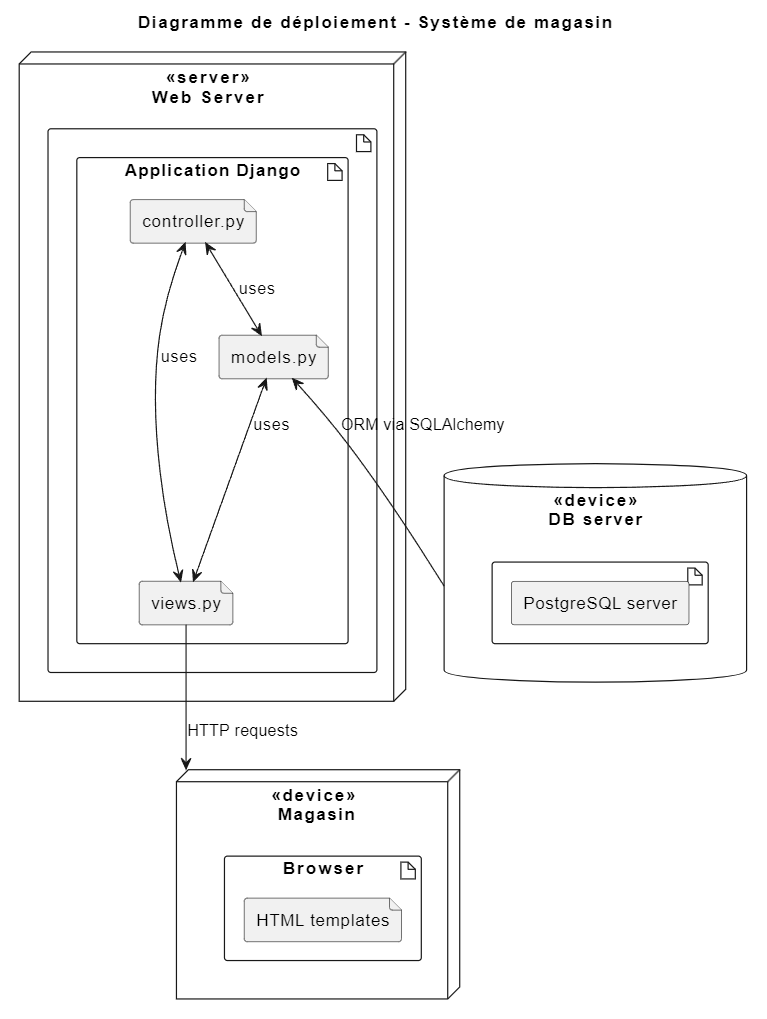 Diagramme de déploiement - Système de magasin
«server»
Web Server
Application Django
controller.py
uses
uses
models.py
uses
ORM via SQLAlchemy
«device»
DB server
PostgreSQL server
views.py
HTTP requests
«device»
Magasin
Browser
HTML templates